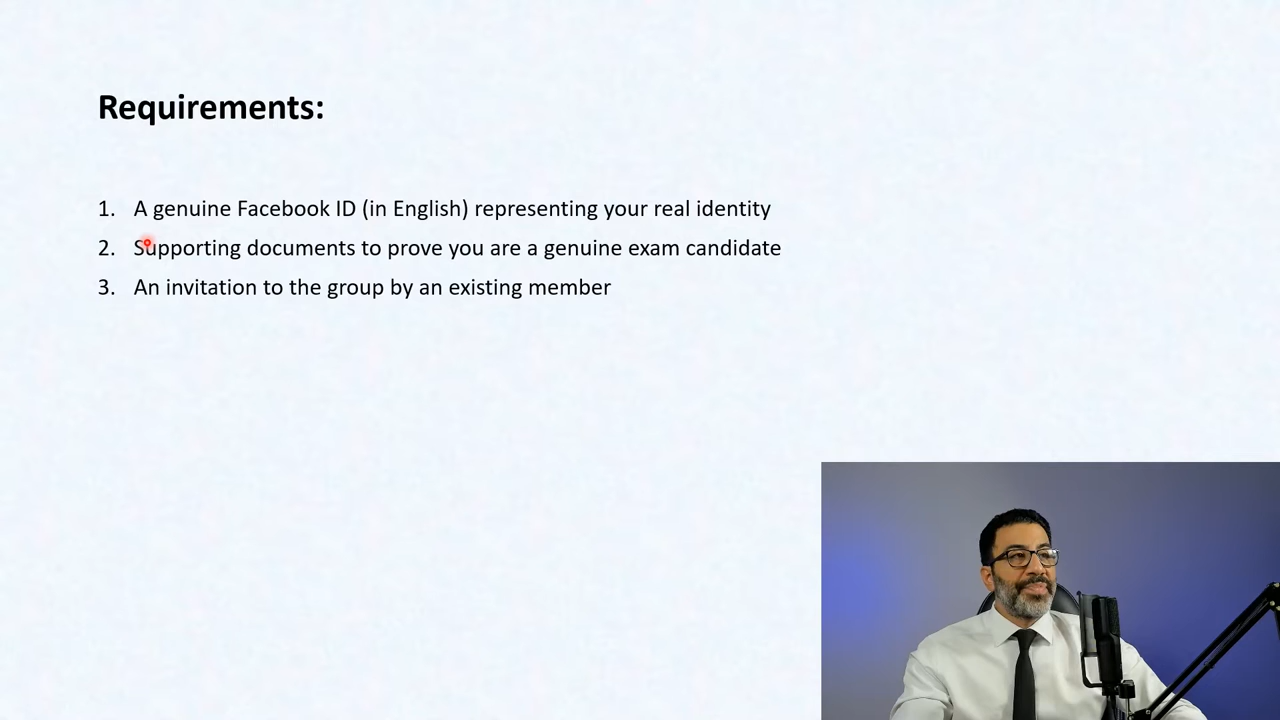 Requirements:
1. A genuine Facebook ID (in English) representing your real identity
2. Supporting documents to prove you are a genuine exam candidate
3. An invitation to the group by an existing member